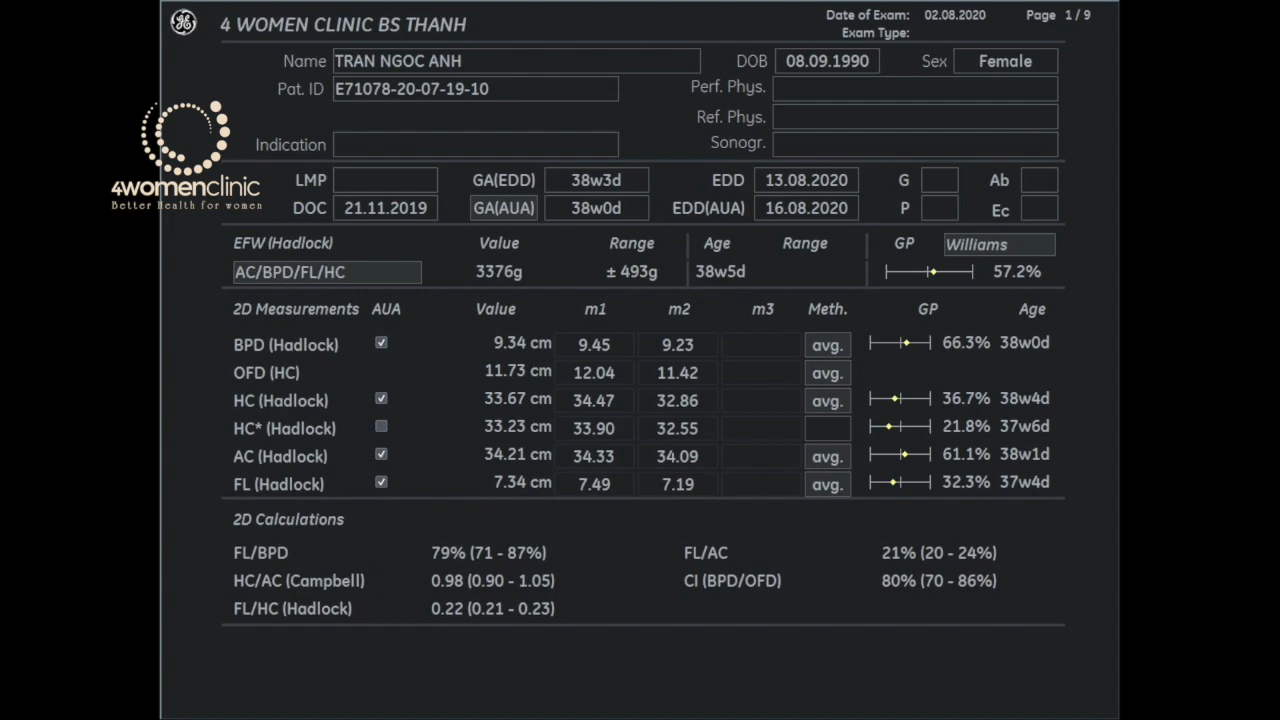 4 WOMEN CLINIC BS THANH
Date of Exam: 02.08.2020 Page 1 / 9
Exam Type:
Name TRAN NGOC ANH DOB 08.09.1990 Sex Female
Pat. ID E71078-20-07-19-10 Perf. Phys.
Ref. Phys.
Indication Sonogr.
4womenclinic
Better Health for women
LMP GA(EDD) 38w3d EDD 13.08.2020 G Ab
DOC 21.11.2019 GA(AUA) 38w0d EDD(AUA) 16.08.2020 P Ec
EFW (Hadlock) Value Range Age Range GP Williams
AC/BPD/FL/HC 3376g ± 493g 38w5d 57.2%
2D Measurements AUA Value m1 m2 m3 Meth. GP Age
BPD (Hadlock) 9.34 cm 9.45 9.23 avg. 66.3% 38w0d
OFD (HC) 11.73 cm 12.04 11.42 avg.
HC (Hadlock) 33.67 cm 34.47 32.86 avg. 36.7% 38w4d
HC* (Hadlock) 33.23 cm 33.90 32.55 21.8% 37w6d
AC (Hadlock) 34.21 cm 34.33 34.09 avg. 61.1% 38w1d
FL (Hadlock) 7.34 cm 7.49 7.19 avg. 32.3% 37w4d
2D Calculations
FL/BPD 79% (71 - 87%) FL/AC 21% (20 - 24%)
HC/AC (Campbell) 0.98 (0.90 - 1.05) CI (BPD/OFD) 80% (70 - 86%)
FL/HC (Hadlock) 0.22 (0.21 - 0.23)